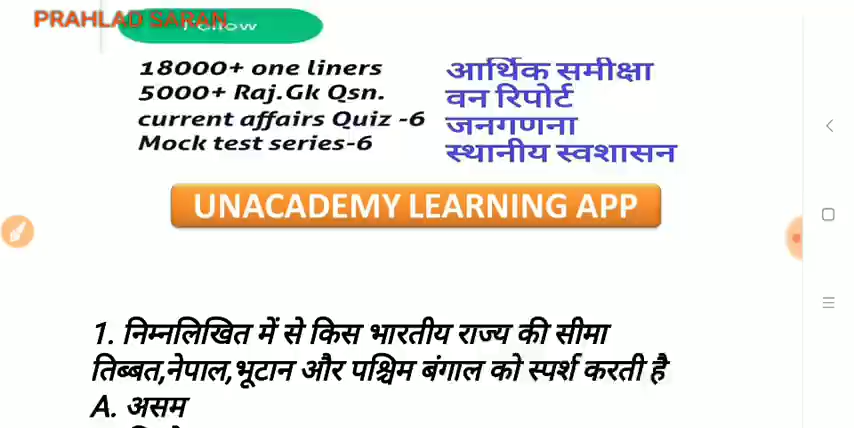 PRAHLAD SARAN
Follow
18000+ one liners
5000+ Raj.Gk Qsn.
current affairs Quiz -6
Mock test series-6
आर्थिक समीक्षा
वन रिपोर्ट
जनगणना
स्थानीय स्वशासन
UNACADEMY LEARNING APP
1. निम्नलिखित में से किस भारतीय राज्य की सीमा
तिब्बत,नेपाल,भूटान और पश्चिम बंगाल को स्पर्श करती है
A. असम